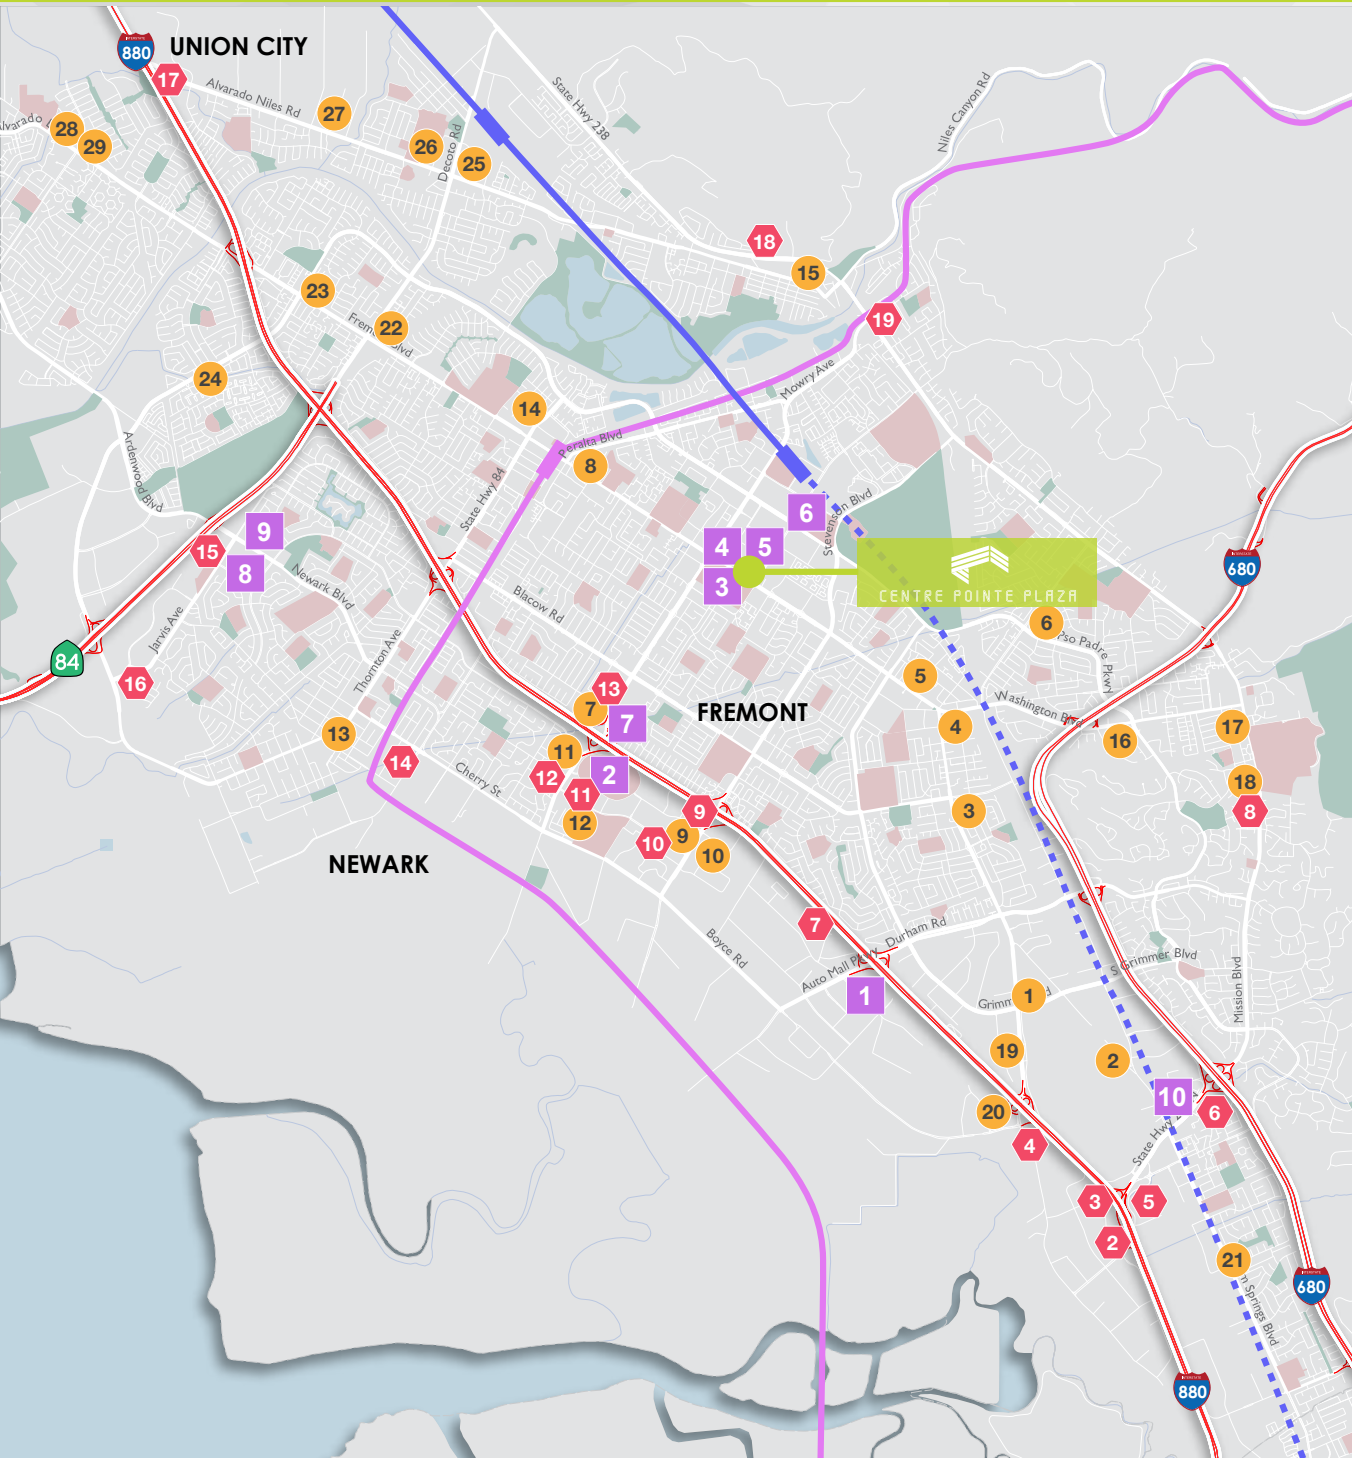 UNION CITY
INTERSTATE
880
17
Alvarado Niles Rd
State Hwy 238
Niles Canyon Rd
27
28
29
26
25
Decoto Rd
18
15
23
22
19
Mowry Ave
24
14
Peralta Blvd
8
Ardenwood Blvd
State Hwy 84
6
Stevenson Blvd
9
15
8
4
5
3
CENTRE POINTE PLAZA
680
Newark Blvd
Blacow Rd
Jarvis Ave
6
Pkwy
84
16
Thornton Ave
5
13
7
7
FREMONT
Washington Blvd
4
16
17
13
14
11
12
2
11
12
Cherry St
18
8
9
9
10
10
3
NEWARK
7
Durham Rd
Boyce Rd
Auto Mall Pkwy
S Grimmer Blvd
Mission Blvd
1
1
19
2
10
6
20
4
State Hwy
3
5
2
21
Springs Blvd
680
880